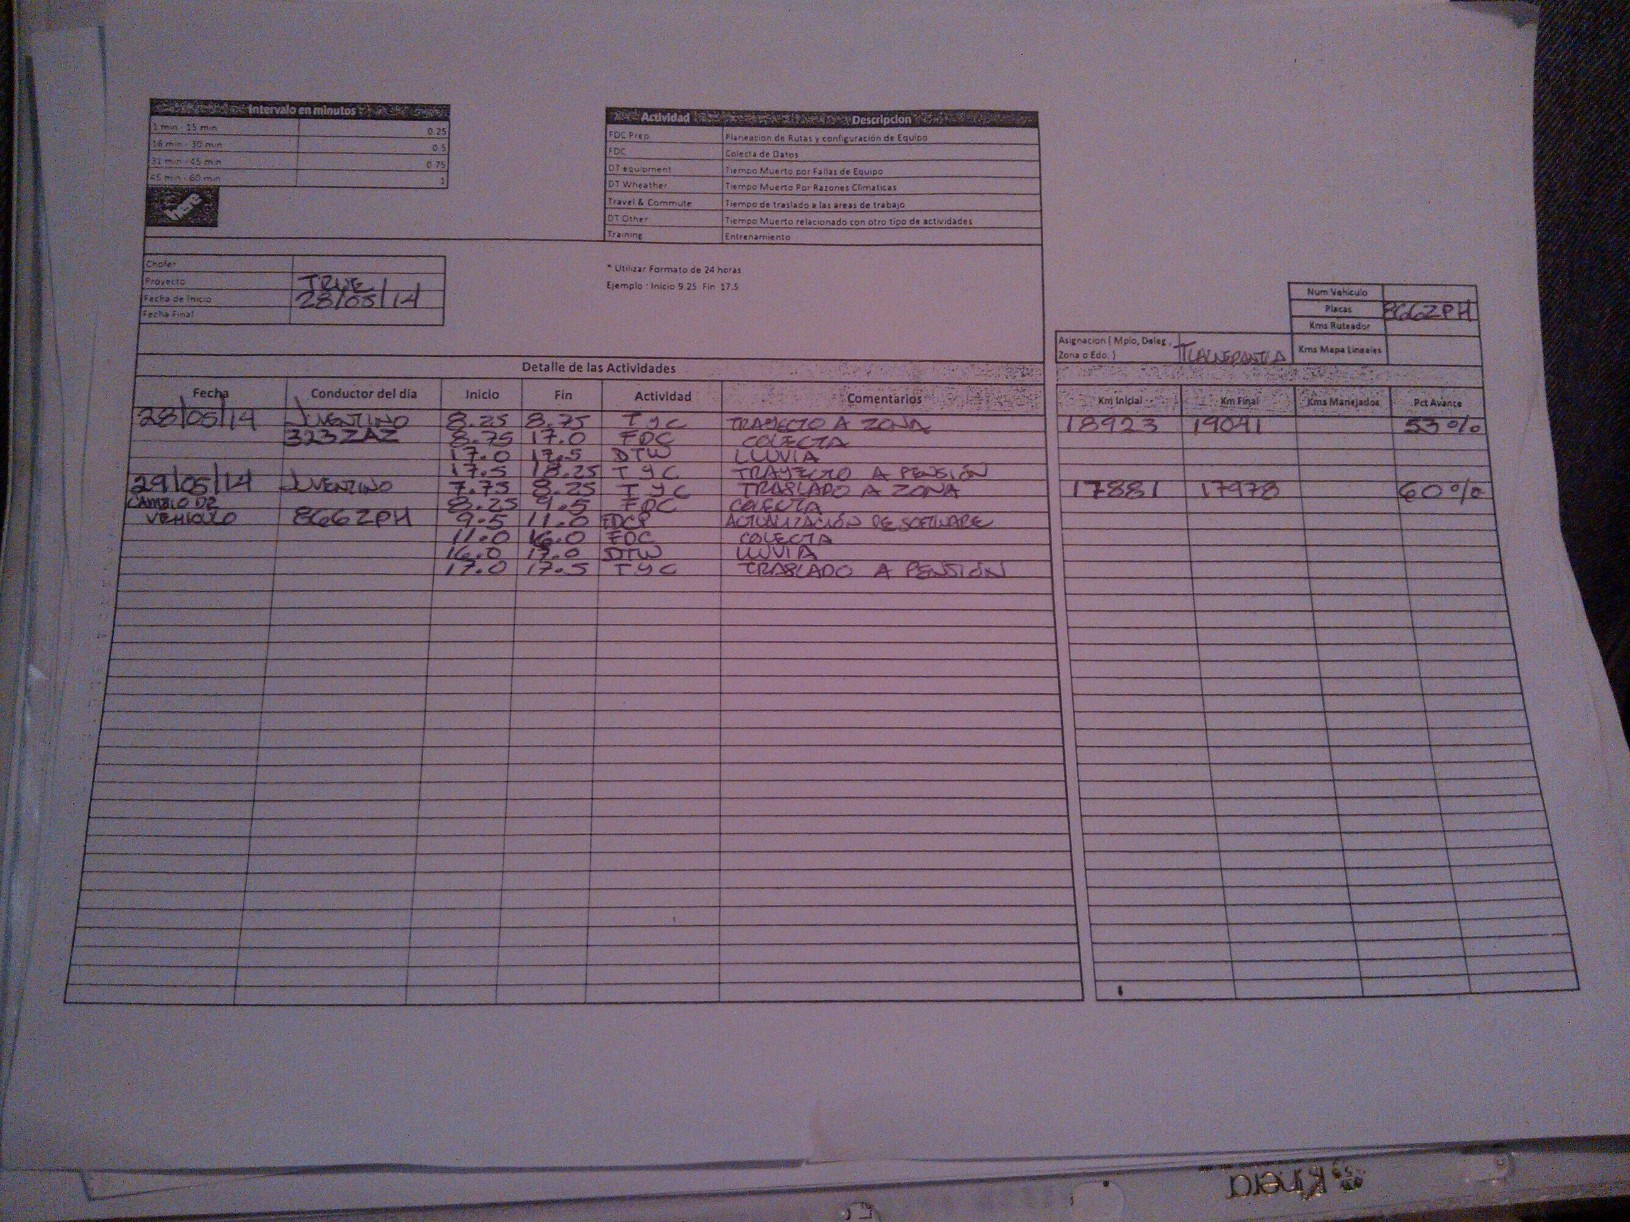 Intervalo en minutos
1 min - 15 min 0.25
16 min - 30 min 0.5
31 min - 45 min 0.75
45 min - 60 min 1
here
Actividad Descripcion
FDC Prep Planeacion de Rutas y configuración de Equipo
FDC Colecta de Datos
DT equipment Tiempo Muerto por Fallas de Equipo
DT Wheather Tiempo Muerto Por Razones Climaticas
Travel & Commute Tiempo de traslado a las areas de trabajo
DT Other Tiempo Muerto relacionado con otro tipo de actividades
Training Entrenamiento
Chofer
Proyecto TRUE
Fecha de Inicio 28/05/14
Fecha Final
* Utilizar Formato de 24 horas
Ejemplo : Inicio 9.25 Fin 17.5
Num Vehículo
Placas 866ZPH
Kms Ruteador
Kms Mapa Lineales
Asignacion ( Mpio, Deleg.,
Zona o Edo. ) TLALNEPANTLA
Detalle de las Actividades
Fecha Conductor del día Inicio Fin Actividad Comentarios Km Inicial Km Final Kms Manejados Pct Avance
28/05/14 JUVENTINO 8.25 8.75 T y C TRAYECTO A ZONA 18923 19041 53%
323ZAZ 8.75 17.0 FDC COLECTA
17.0 17.5 DTW LLUVIA
17.5 18.25 T y C TRAYECTO A PENSIÓN
29/05/14 JUVENTINO 7.75 8.25 T y C TRASLADO A ZONA 17881 17978 60%
CAMBIO DE 8.25 9.5 FDC COLECTA
VEHICULO 866ZPH 9.5 11.0 FDCP ACTUALIZACIÓN DE SOFTWARE
11.0 16.0 FDC COLECTA
16.0 17.0 DTW LLUVIA
17.0 17.5 T y C TRASLADO A PENSIÓN
Kneia